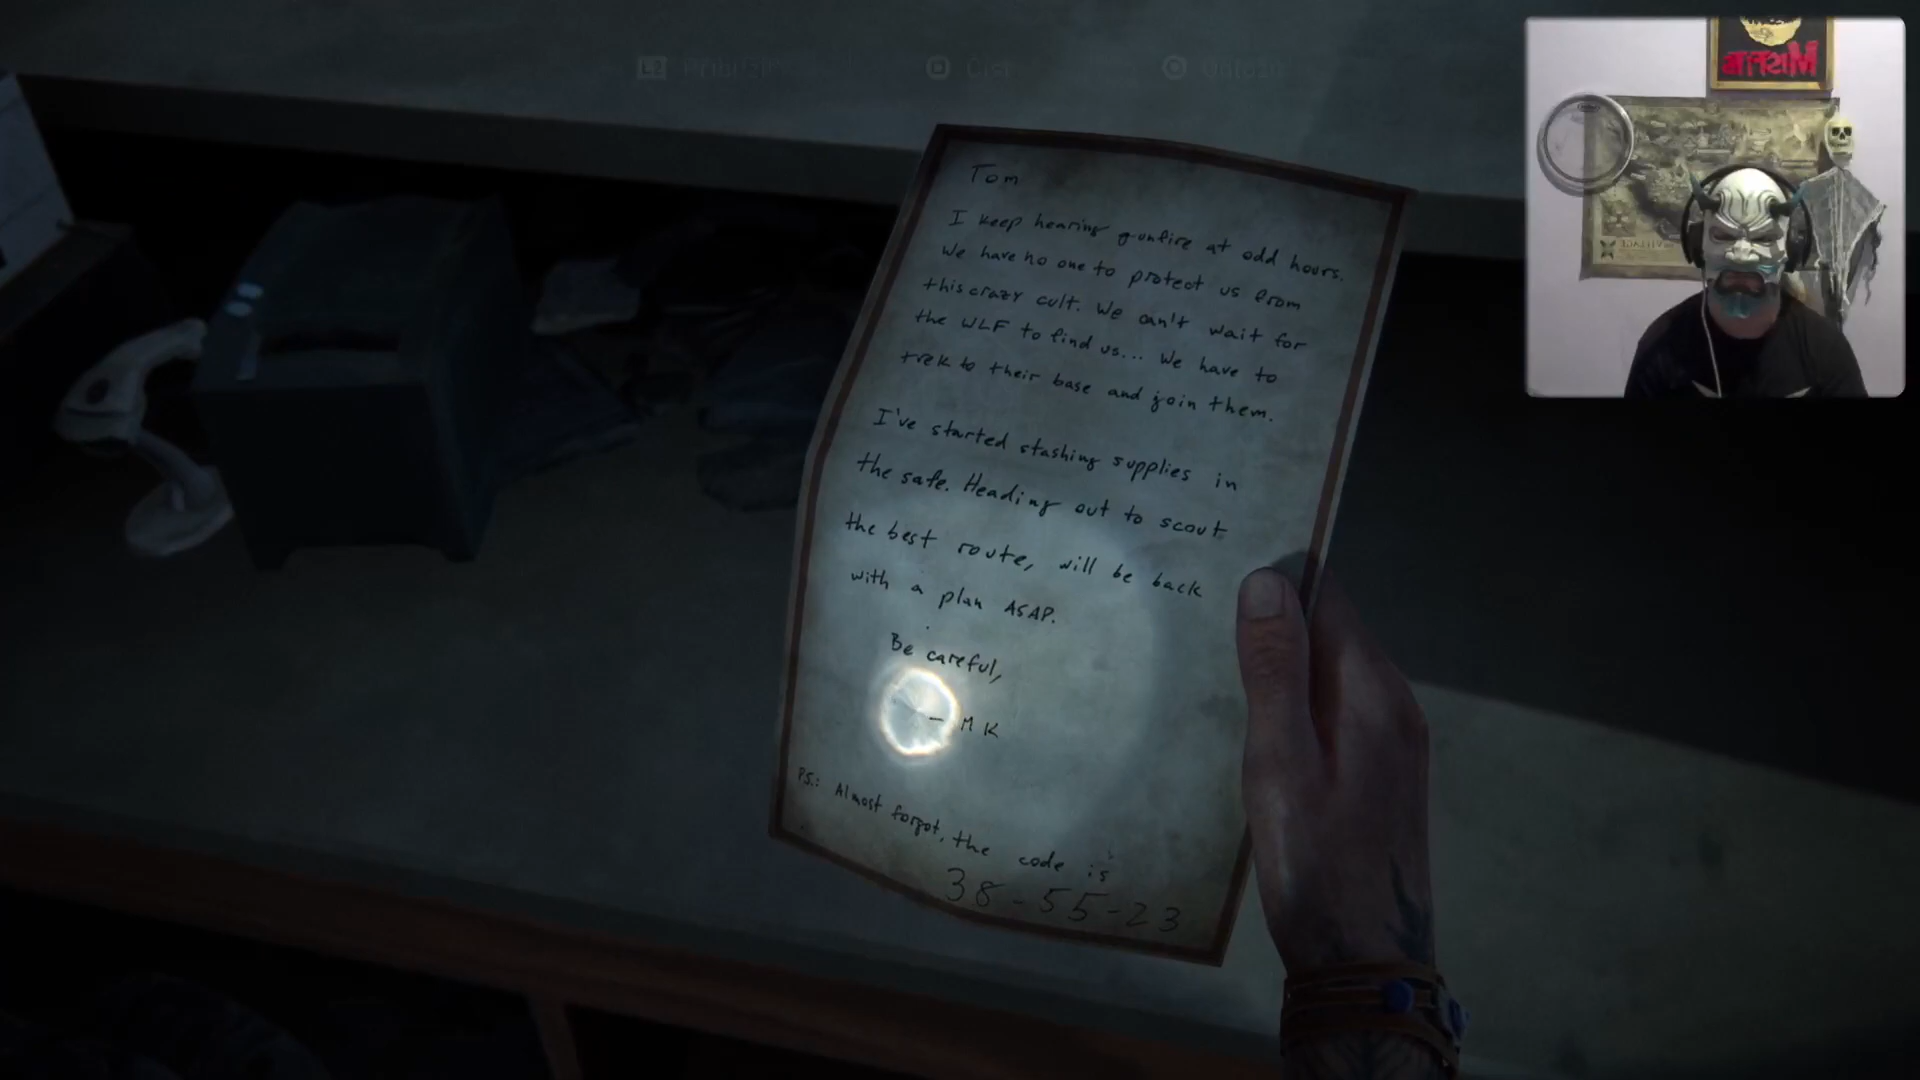 Tom
I keep hearing gunfire at odd hours.
We have no one to protect us from
this crazy cult. We can't wait for
the WLF to find us... We have to
trek to their base and join them.
I've started stashing supplies in
the safe. Heading out to scout
the best route, will be back
with a plan ASAP.
Be careful,
- MK
PS.: Almost forgot, the code is
38-55-23